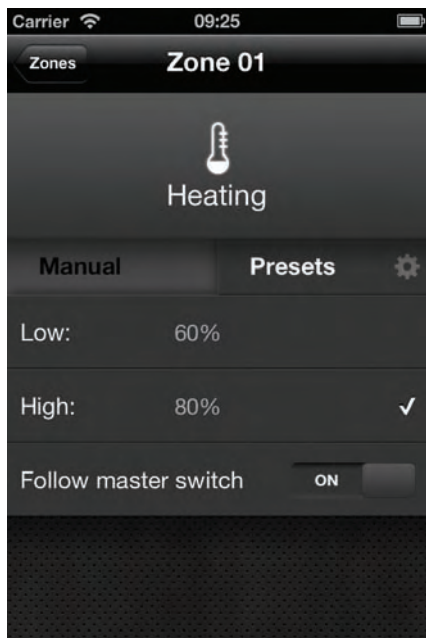 Carrier 09:25
Zones Zone 01
Heating
Manual Presets
Low: 60%
High: 80%
Follow master switch ON